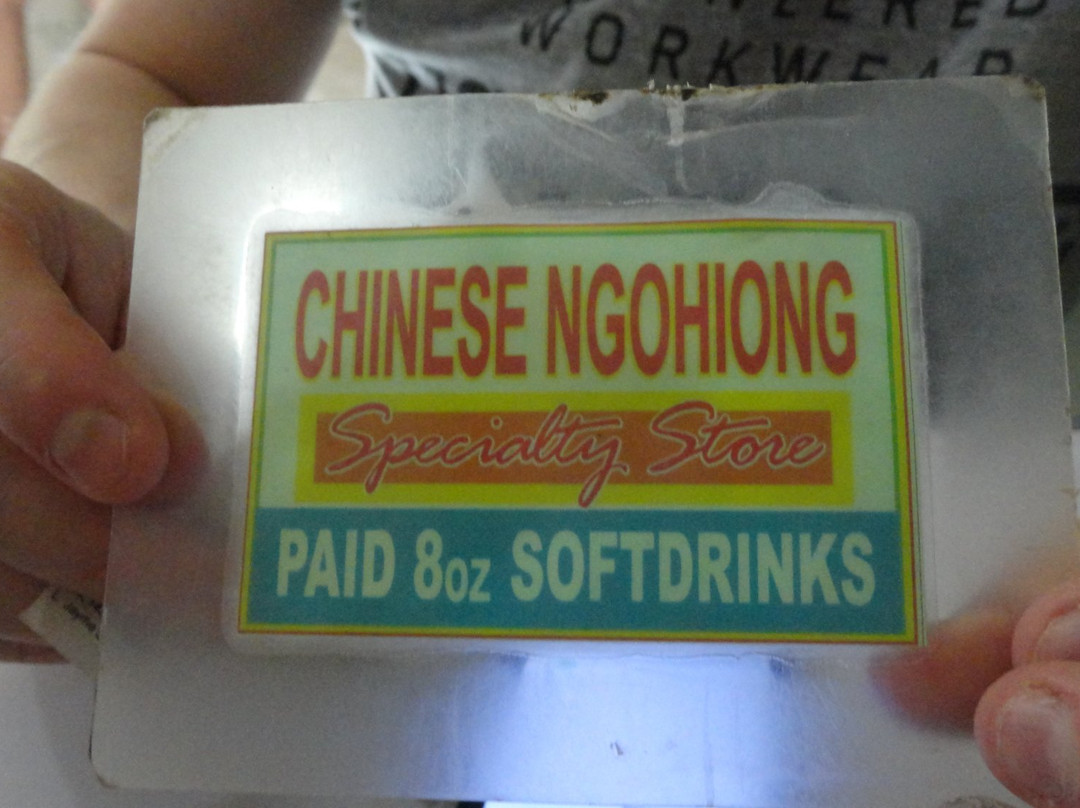 WORKWEAR
CHINESE NGOHIONG
Specialty Store
PAID 8oz SOFTDRINKS